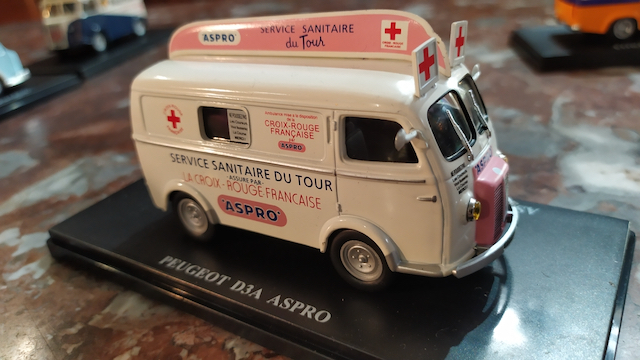 ASPRO
SERVICE SANITAIRE
du Tour
CROIX-ROUGE
FRANÇAISE
ASPRO
SERVICE SANITAIRE DU TOUR
ASSURÉ PAR
LA CROIX-ROUGE FRANCAISE
"ASPRO"
PEUGEOT D3A ASPRO